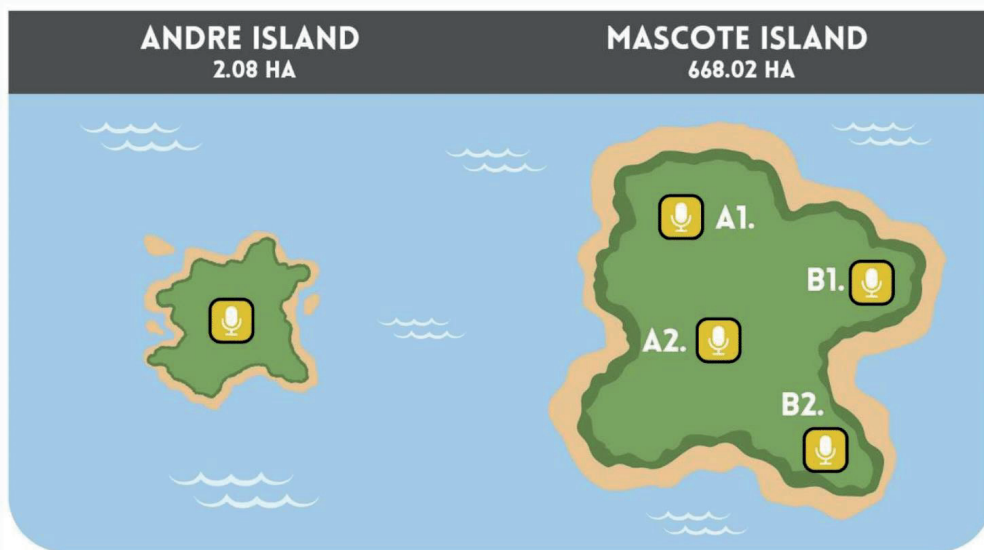 ANDRE ISLAND
2.08 HA
MASCOTE ISLAND
668.02 HA
A1.
B1.
A2.
B2.